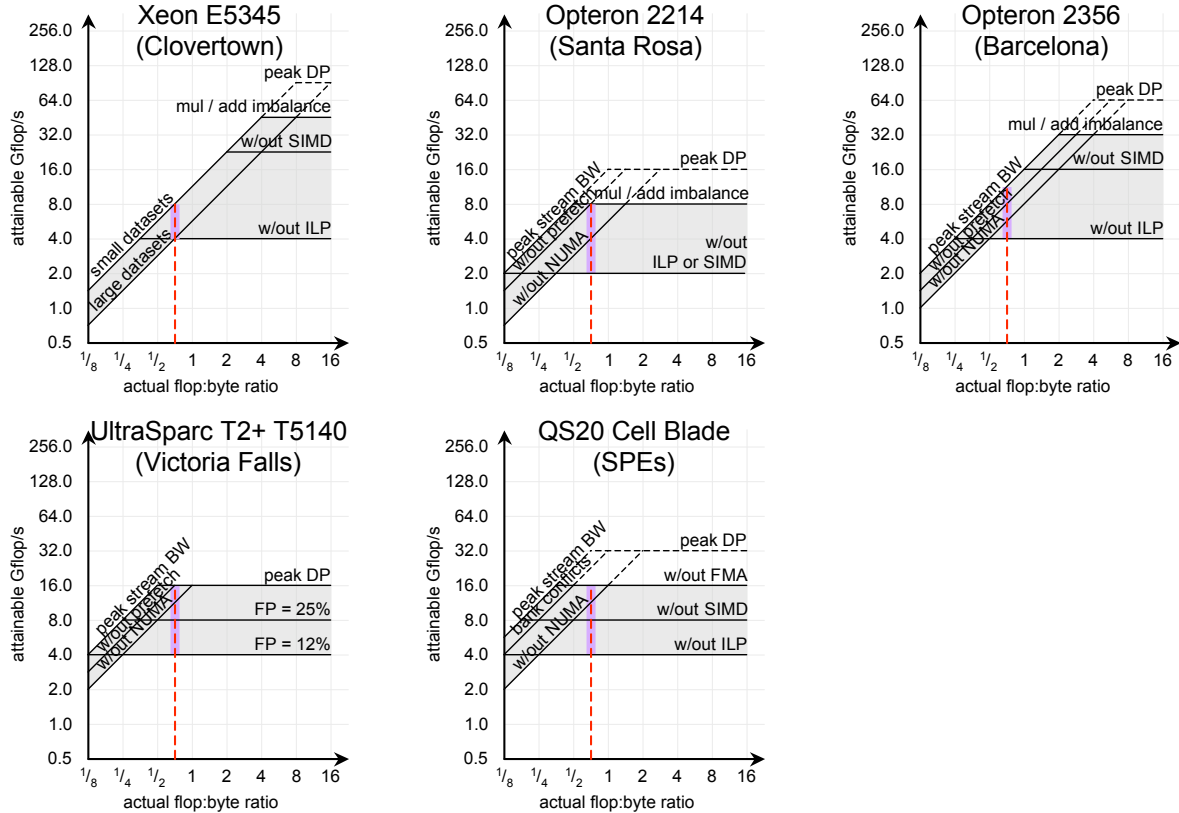 Xeon E5345
(Clovertown)
256.0
128.0
64.0
32.0
16.0
8.0
4.0
2.0
1.0
0.5
attainable Gflop/s
peak DP
mul / add imbalance
w/out SIMD
w/out ILP
small datasets
large datasets
1/8
1/4
1/2
1
2
4
8
16
actual flop:byte ratio
Opteron 2214
(Santa Rosa)
256.0
128.0
64.0
32.0
16.0
8.0
4.0
2.0
1.0
0.5
attainable Gflop/s
peak DP
mul / add imbalance
w/out
ILP or SIMD
peak stream BW
w/out prefetch
w/out NUMA
1/8
1/4
1/2
1
2
4
8
16
actual flop:byte ratio
Opteron 2356
(Barcelona)
256.0
128.0
64.0
32.0
16.0
8.0
4.0
2.0
1.0
0.5
attainable Gflop/s
peak DP
mul / add imbalance
w/out SIMD
w/out ILP
peak stream BW
w/out prefetch
w/out NUMA
1/8
1/4
1/2
1
2
4
8
16
actual flop:byte ratio
UltraSparc T2+ T5140
(Victoria Falls)
256.0
128.0
64.0
32.0
16.0
8.0
4.0
2.0
1.0
0.5
attainable Gflop/s
peak DP
FP = 25%
FP = 12%
peak stream BW
w/out prefetch
w/out NUMA
1/8
1/4
1/2
1
2
4
8
16
actual flop:byte ratio
QS20 Cell Blade
(SPEs)
256.0
128.0
64.0
32.0
16.0
8.0
4.0
2.0
1.0
0.5
attainable Gflop/s
peak DP
w/out FMA
w/out SIMD
w/out ILP
peak stream BW
bank conflicts
w/out NUMA
1/8
1/4
1/2
1
2
4
8
16
actual flop:byte ratio